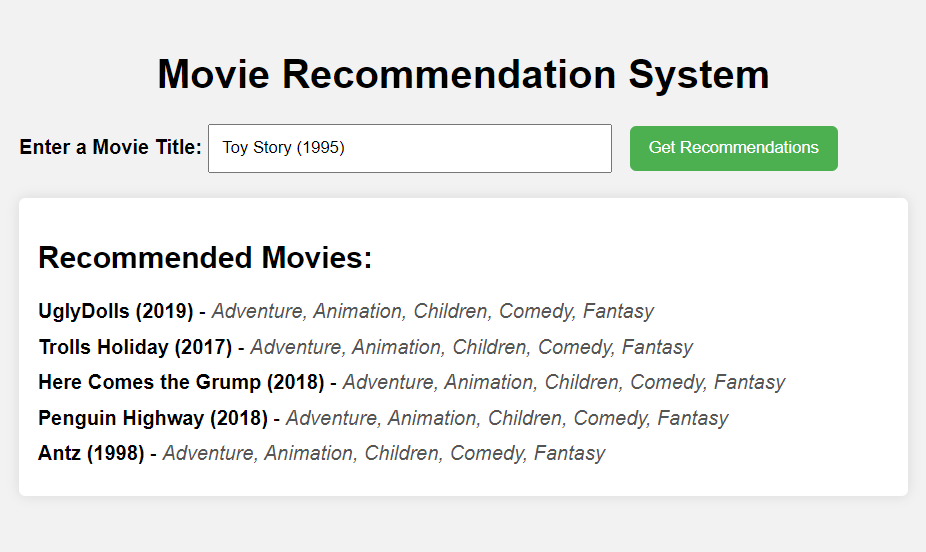 Movie Recommendation System
Enter a Movie Title: Toy Story (1995) Get Recommendations
Recommended Movies:
UglyDolls (2019) - Adventure, Animation, Children, Comedy, Fantasy
Trolls Holiday (2017) - Adventure, Animation, Children, Comedy, Fantasy
Here Comes the Grump (2018) - Adventure, Animation, Children, Comedy, Fantasy
Penguin Highway (2018) - Adventure, Animation, Children, Comedy, Fantasy
Antz (1998) - Adventure, Animation, Children, Comedy, Fantasy